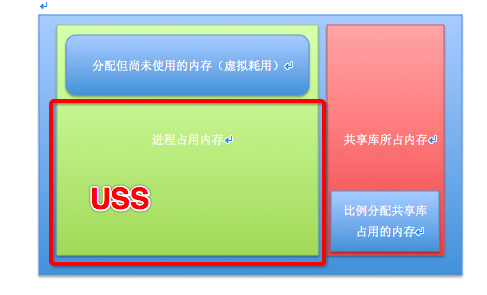 分配但尚未使用的内存（虚拟耗用）
进程占用内存
共享库所占内存
USS
比例分配共享库
占用的内存